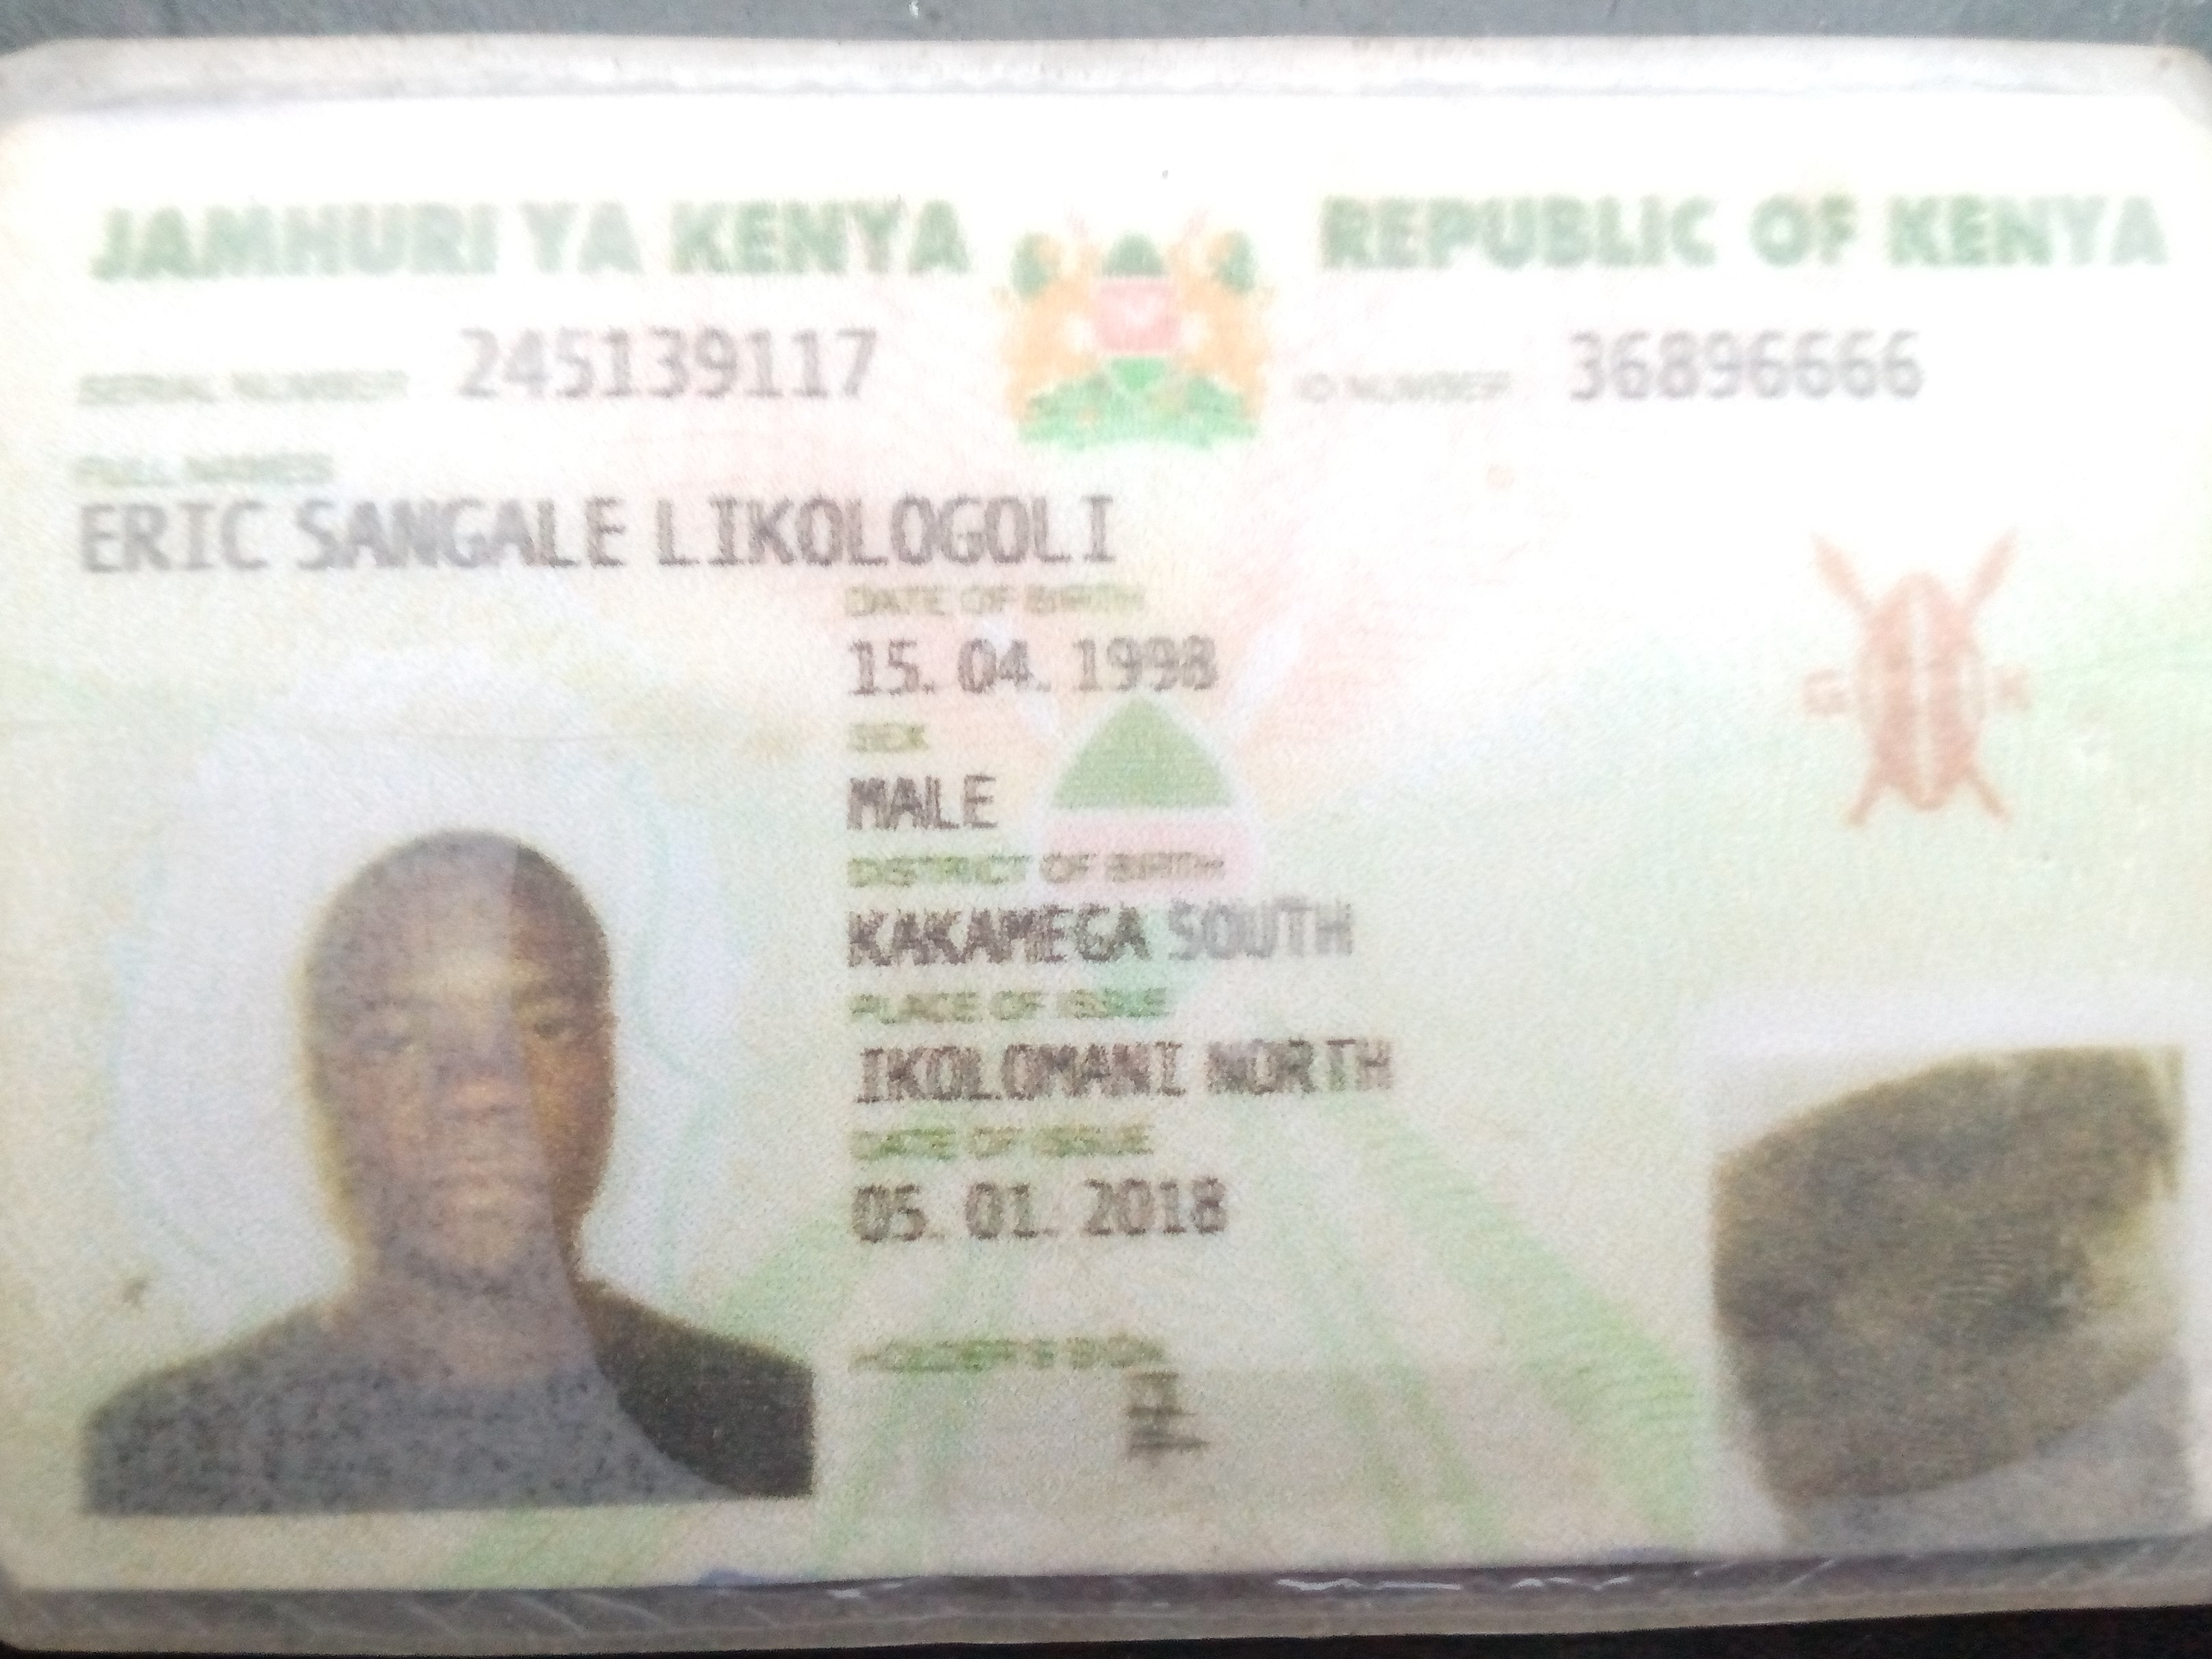 JAMHURI YA KENYA
REPUBLIC OF KENYA
SERIAL NUMBER: 245139117
ID NUMBER: 36896666
FULL NAMES
ERIC SANGALE LIKOLOGOLI
DATE OF BIRTH
15. 04. 1998
SEX
MALE
DISTRICT OF BIRTH
KAKAMEGA SOUTH
PLACE OF ISSUE
IKOLOMANI NORTH
DATE OF ISSUE
05. 01. 2018
HOLDER'S SIGN.
G K